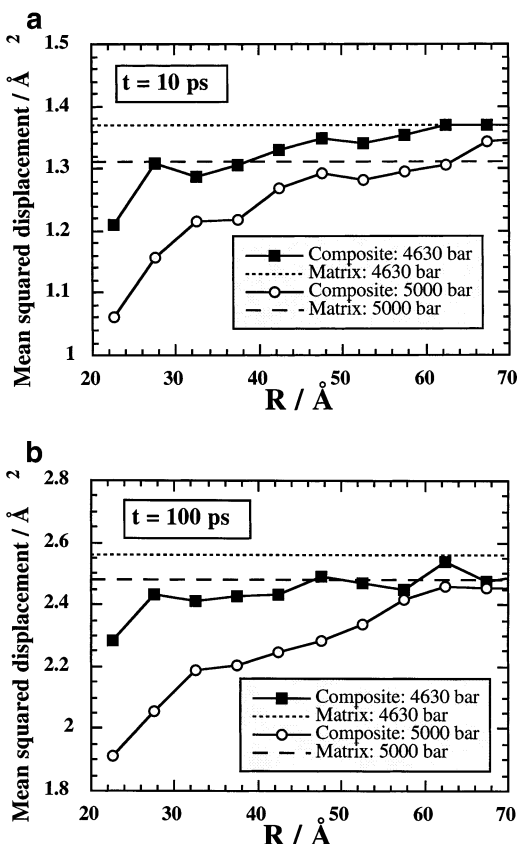 a
Mean squared displacement / Å 2
1.5
1.4
1.3
1.2
1.1
1
t = 10 ps
Composite: 4630 bar
Matrix: 4630 bar
Composite: 5000 bar
Matrix: 5000 bar
20 30 40 50 60 70
R / Å
b
Mean squared displacement / Å 2
2.8
2.6
2.4
2.2
2
1.8
t = 100 ps
Composite: 4630 bar
Matrix: 4630 bar
Composite: 5000 bar
Matrix: 5000 bar
20 30 40 50 60 70
R / Å